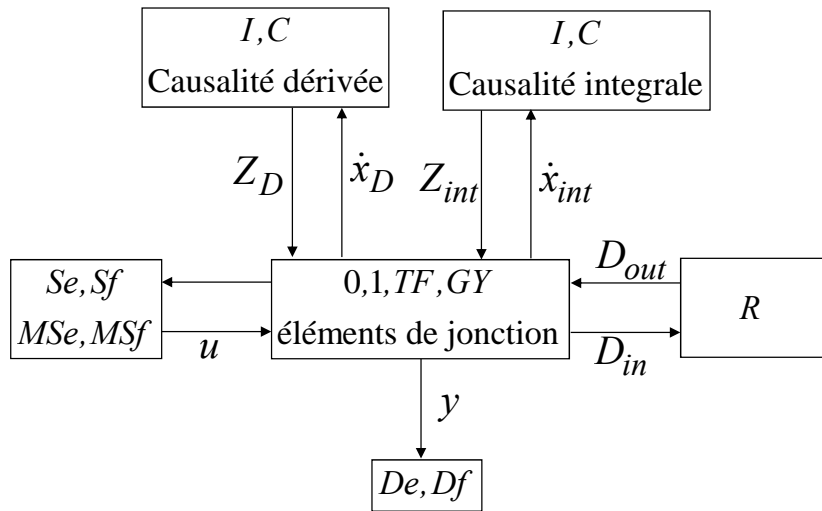 I,C
Causalité dérivée
I,C
Causalité integrale
Z_D
ẋ_D
Z_int
ẋ_int
Se,Sf
MSe,MSf
u
0,1,TF,GY
éléments de jonction
D_out
D_in
R
y
De,Df